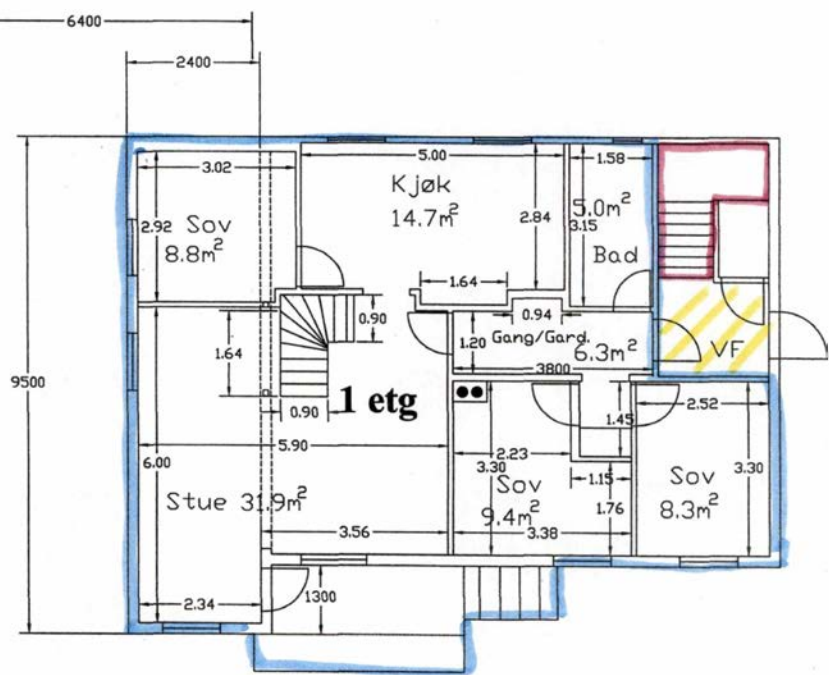 6400
2400
3.02
5.00
1.58
Kjøk
14.7m²
2.84
5.0m²
3.15
Bad
2.92
Sov
8.8m²
1.64
0.90
0.94
1.64
1.20
Gang/Gard.
6.3m²
3800
VF
9500
0.90
1 etg
1.45
2.52
5.90
6.00
2.23
3.30
1.15
3.30
Stue 31.9m²
Sov
9.4m²
1.76
Sov
8.3m²
3.56
3.38
2.34
1300